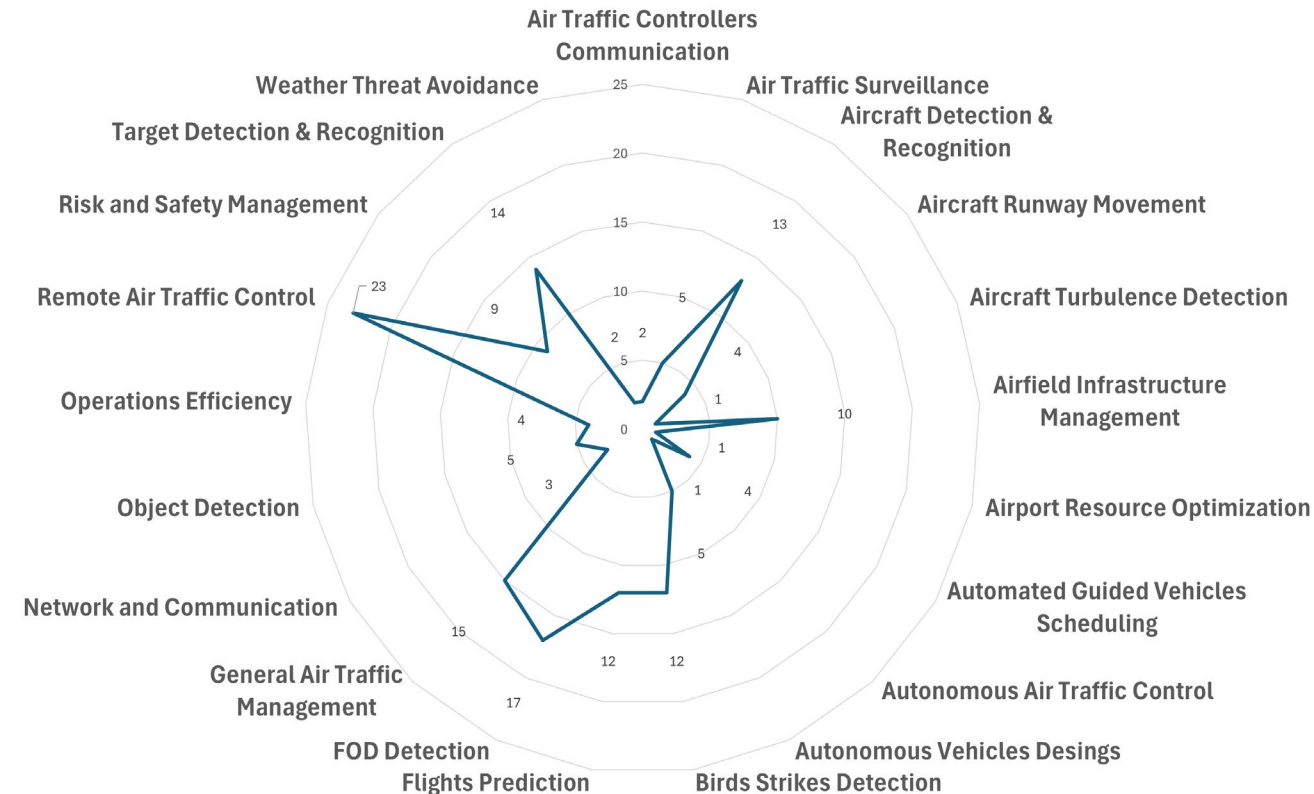 Air Traffic Controllers
Communication
Weather Threat Avoidance
25
Air Traffic Surveillance
Target Detection & Recognition
Aircraft Detection &
Recognition
20
Risk and Safety Management
14
15
13
Aircraft Runway Movement
Remote Air Traffic Control
23
9
10
5
Aircraft Turbulence Detection
2
2
4
5
Operations Efficiency
4
0
1
10
Airfield Infrastructure
Management
5
1
3
1
4
Object Detection
Airport Resource Optimization
5
Network and Communication
15
Automated Guided Vehicles
Scheduling
12
12
General Air Traffic
Management
17
Autonomous Air Traffic Control
FOD Detection
Autonomous Vehicles Desings
Flights Prediction
Birds Strikes Detection